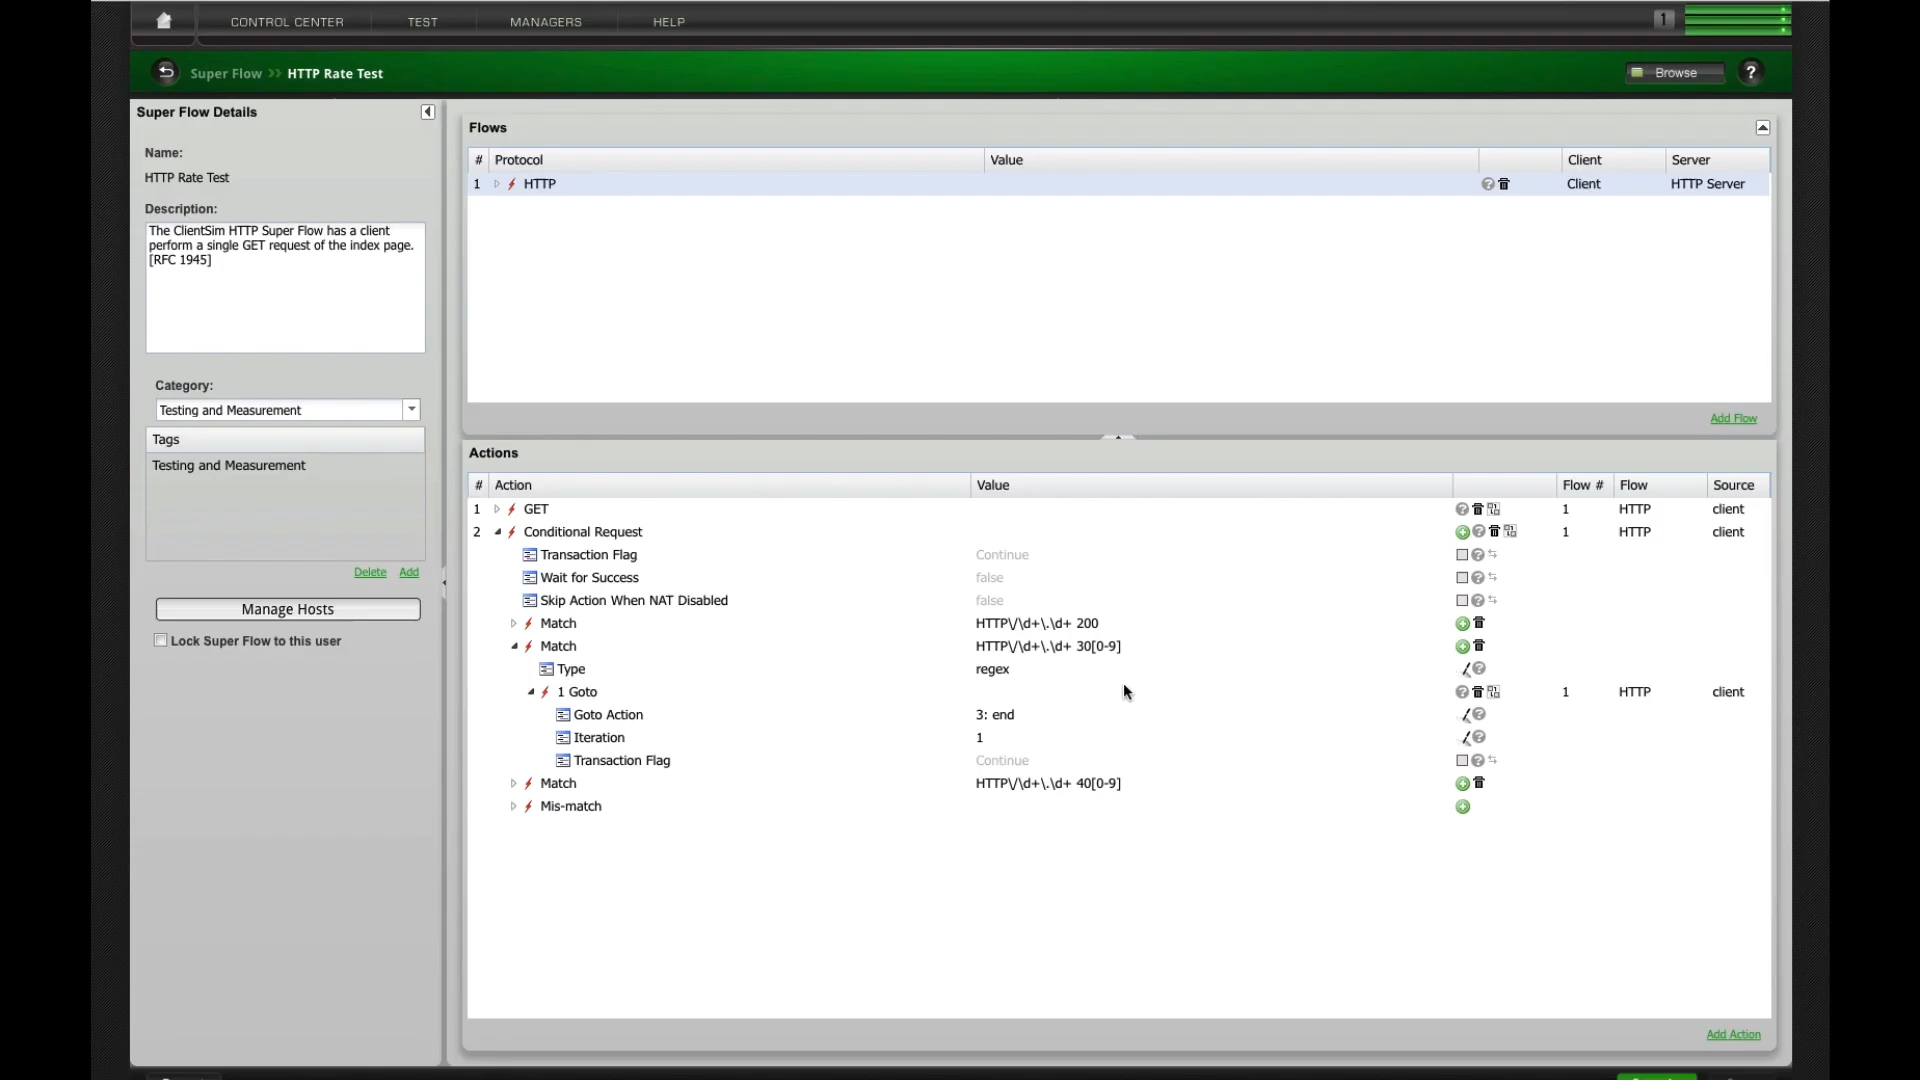 CONTROL CENTER TEST MANAGERS HELP 1
Super Flow >> HTTP Rate Test Browse ?
Super Flow Details
Name:
HTTP Rate Test
Description:
The ClientSim HTTP Super Flow has a client
perform a single GET request of the index page.
[RFC 1945]
Category:
Testing and Measurement
Tags
Testing and Measurement
Delete Add
Manage Hosts
Lock Super Flow to this user
Flows
# Protocol Value Client Server
1 HTTP Client HTTP Server
Add Flow
Actions
# Action Value Flow # Flow Source
1 GET 1 HTTP client
2 Conditional Request 1 HTTP client
Transaction Flag Continue
Wait for Success false
Skip Action When NAT Disabled false
Match HTTP\/\d+\.\d+ 200
Match HTTP\/\d+\.\d+ 30[0-9]
Type regex
1 Goto 1 HTTP client
Goto Action 3: end
Iteration 1
Transaction Flag Continue
Match HTTP\/\d+\.\d+ 40[0-9]
Mis-match
Add Action